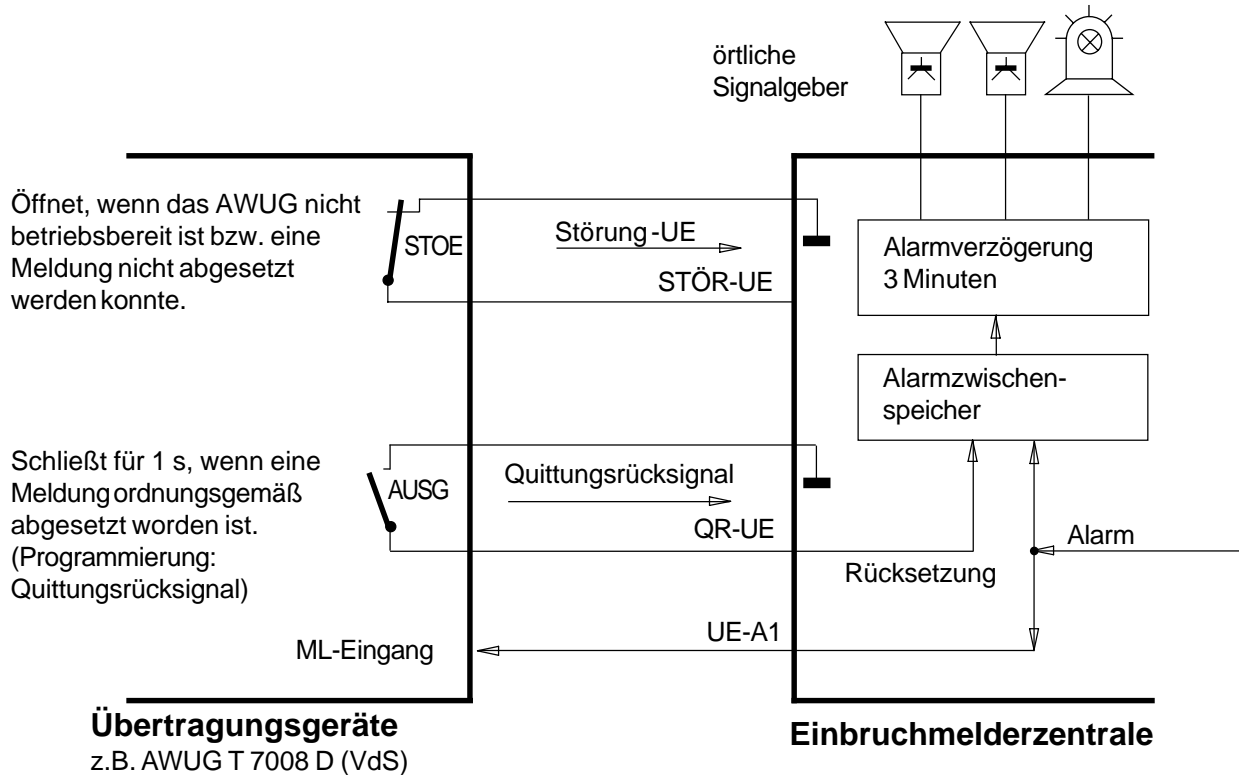 örtliche
Signalgeber
Öffnet, wenn das AWUG nicht
betriebsbereit ist bzw. eine
Meldung nicht abgesetzt
werden konnte.
STOE
Störung-UE
STÖR-UE
Alarmverzögerung
3 Minuten
Alarmzwischen-
speicher
Schließt für 1 s, wenn eine
Meldung ordnungsgemäß
abgesetzt worden ist.
(Programmierung:
Quittungsrücksignal)
AUSG
Quittungsrücksignal
QR-UE
Alarm
Rücksetzung
UE-A1
ML-Eingang
Übertragungsgeräte
z.B. AWUG T 7008 D (VdS)
Einbruchmelderzentrale